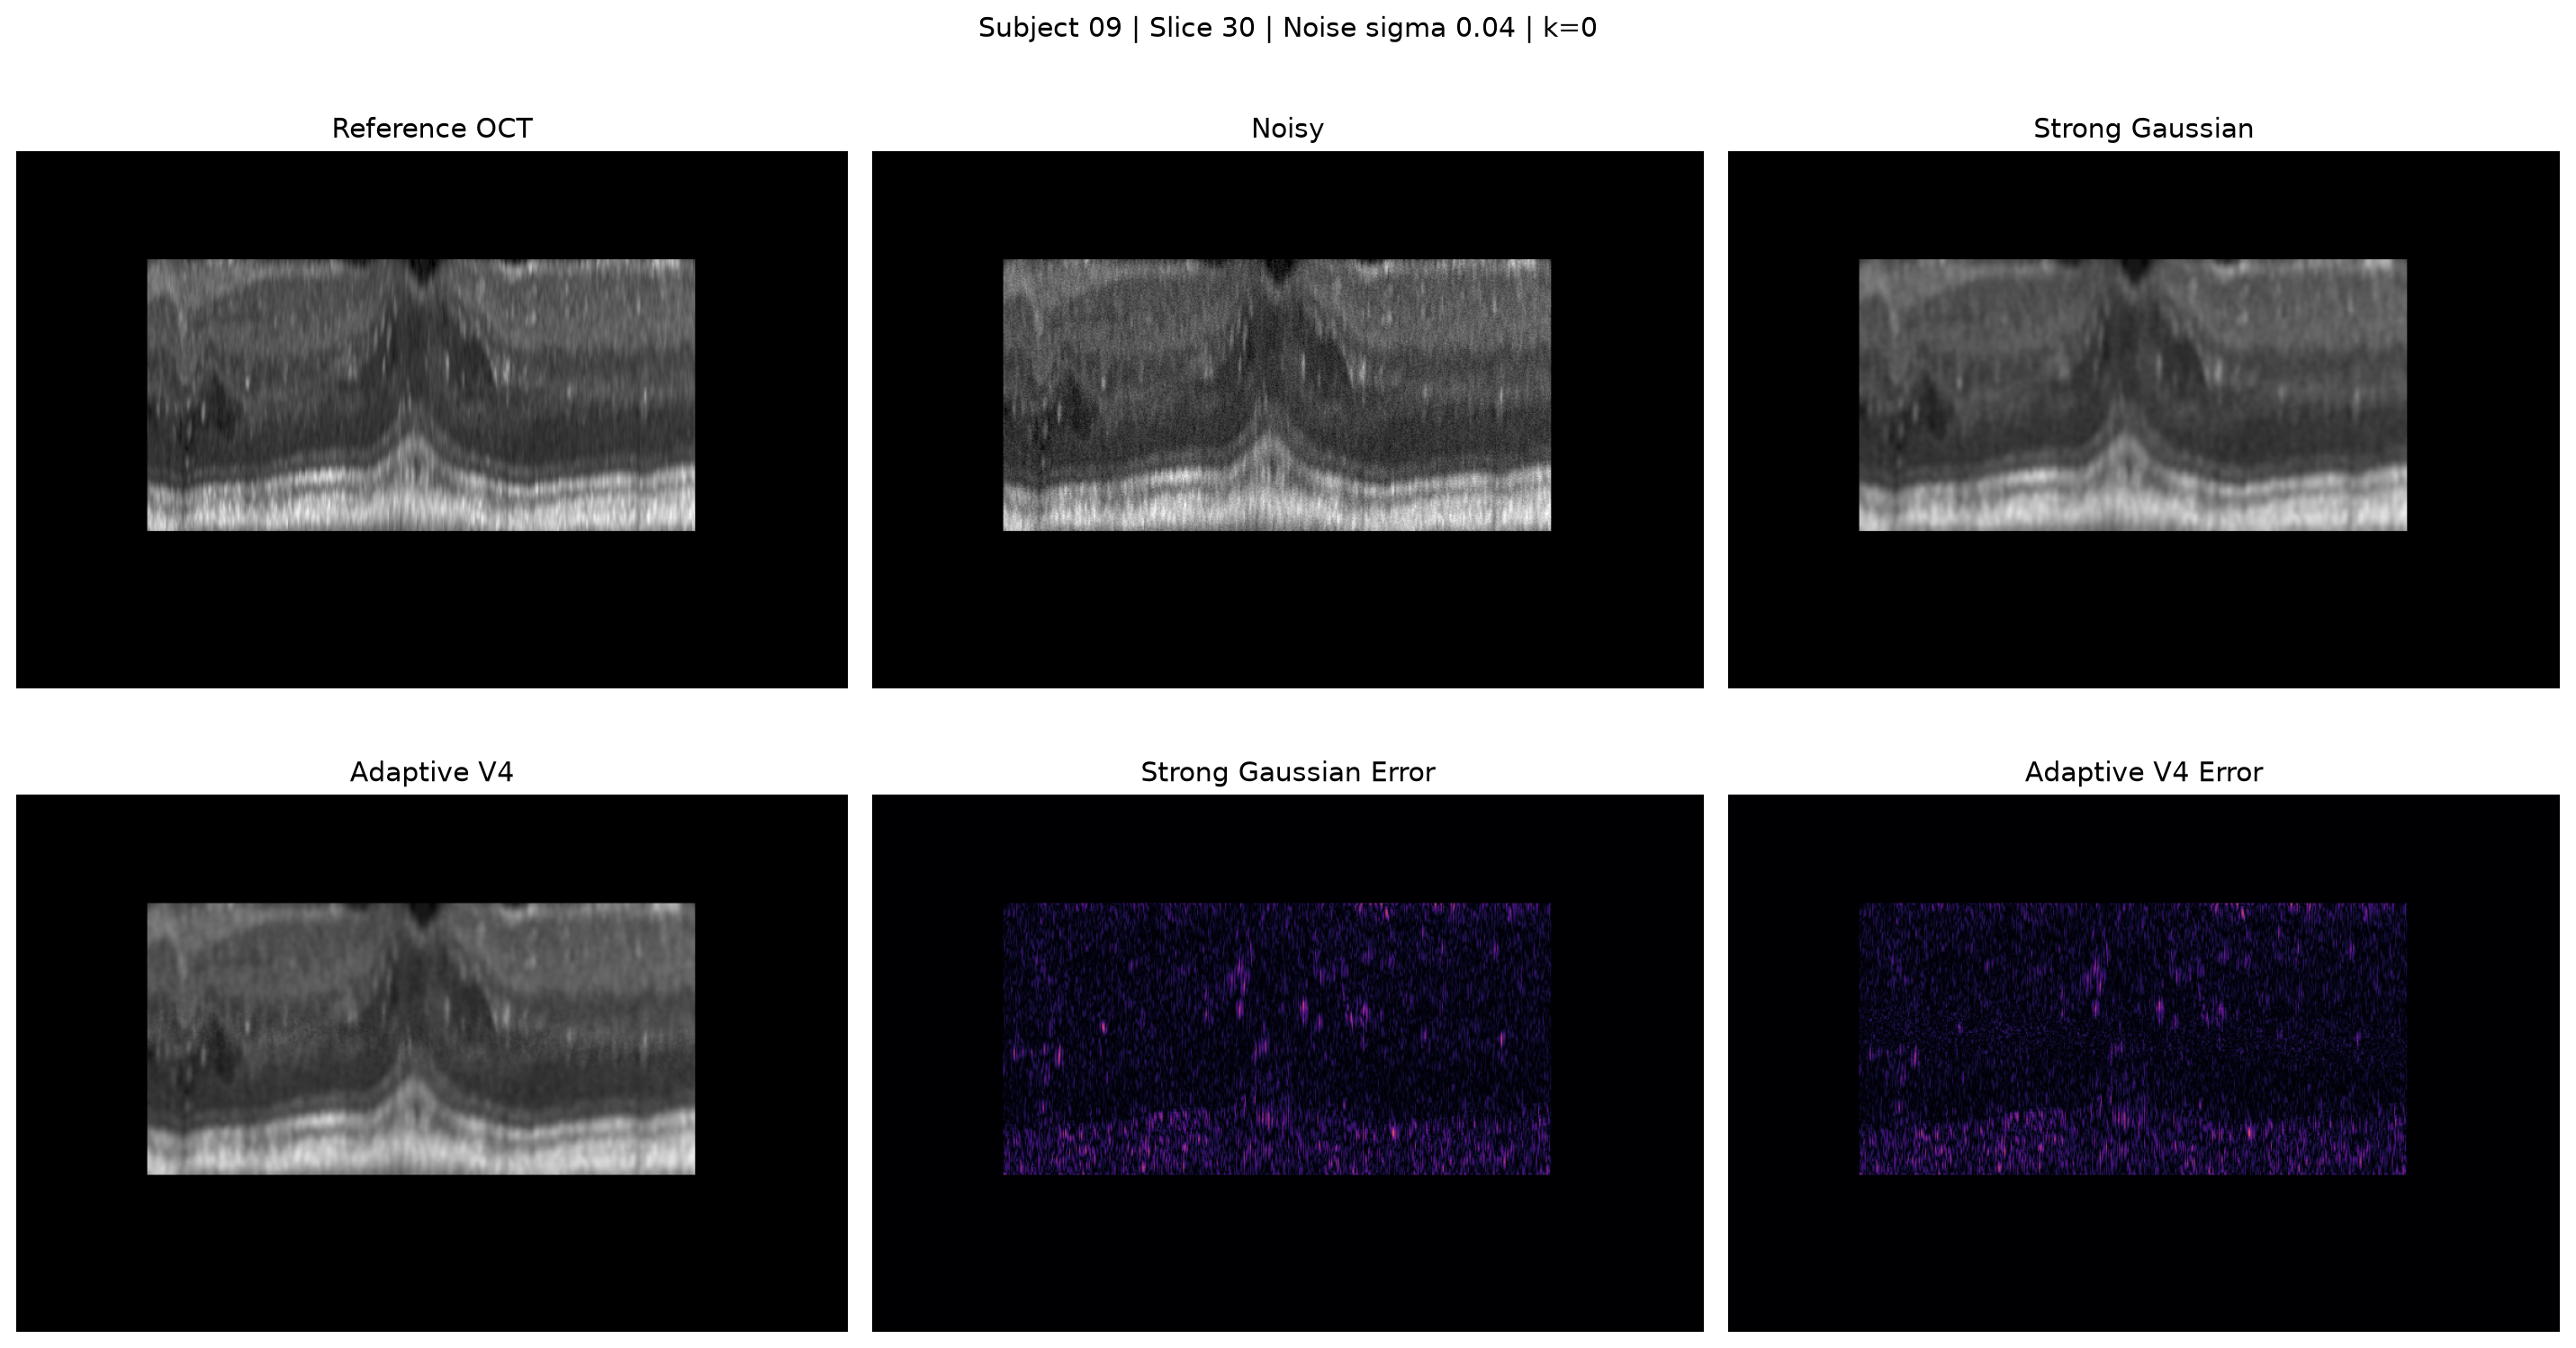 Subject 09 | Slice 30 | Noise sigma 0.04 | k=0
Reference OCT
Noisy
Strong Gaussian
Adaptive V4
Strong Gaussian Error
Adaptive V4 Error